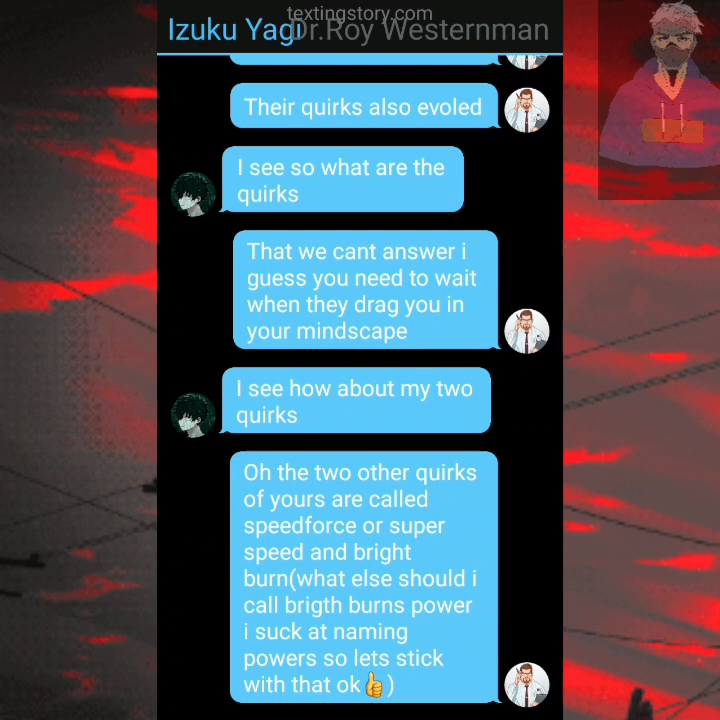 textingstory.com
Izuku Yagi
Dr.Roy Westernman
Their quirks also evoled
I see so what are the
quirks
That we cant answer i
guess you need to wait
when they drag you in
your mindscape
I see how about my two
quirks
Oh the two other quirks
of yours are called
speedforce or super
speed and bright
burn(what else should i
call brigth burns power
i suck at naming
powers so lets stick
with that ok👍)